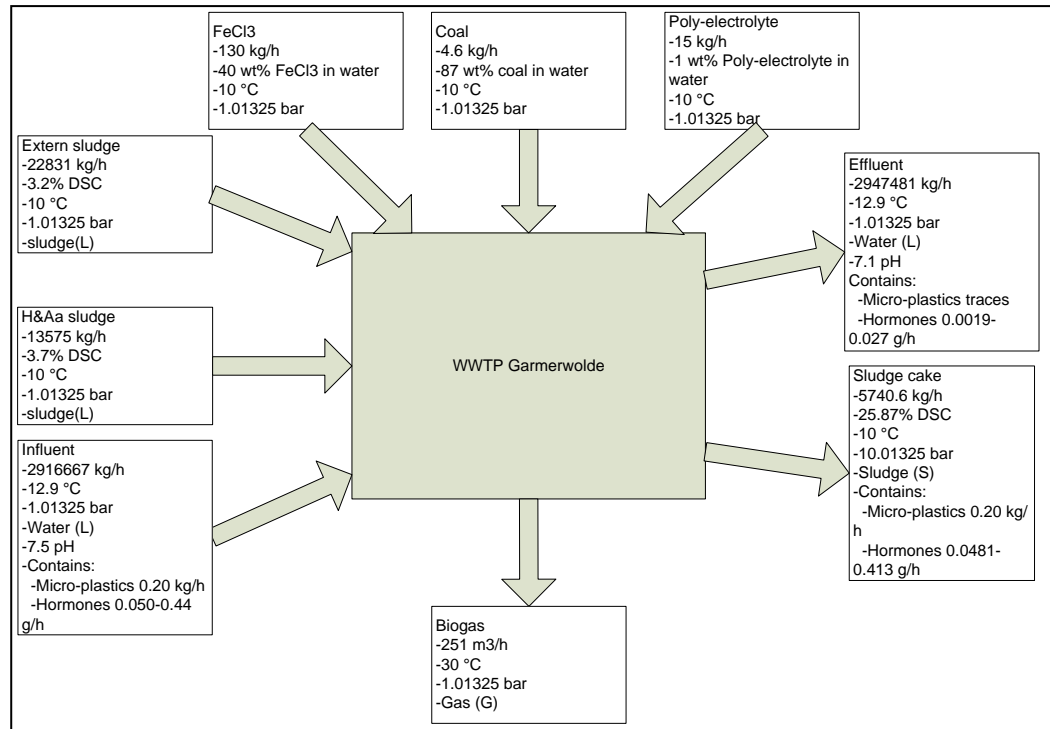 FeCl3
-130 kg/h
-40 wt% FeCl3 in water
-10 °C
-1.01325 bar
Coal
-4.6 kg/h
-87 wt% coal in water
-10 °C
-1.01325 bar
Poly-electrolyte
-15 kg/h
-1 wt% Poly-electrolyte in
water
-10 °C
-1.01325 bar
Extern sludge
-22831 kg/h
-3.2% DSC
-10 °C
-1.01325 bar
-sludge(L)
H&Aa sludge
-13575 kg/h
-3.7% DSC
-10 °C
-1.01325 bar
-sludge(L)
Influent
-2916667 kg/h
-12.9 °C
-1.01325 bar
-Water (L)
-7.5 pH
-Contains:
-Micro-plastics 0.20 kg/h
-Hormones 0.050-0.44
g/h
WWTP Garmerwolde
Effluent
-2947481 kg/h
-12.9 °C
-1.01325 bar
-Water (L)
-7.1 pH
Contains:
-Micro-plastics traces
-Hormones 0.0019-
0.027 g/h
Sludge cake
-5740.6 kg/h
-25.87% DSC
-10 °C
-10.01325 bar
-Sludge (S)
-Contains:
-Micro-plastics 0.20 kg/
h
-Hormones 0.0481-
0.413 g/h
Biogas
-251 m3/h
-30 °C
-1.01325 bar
-Gas (G)